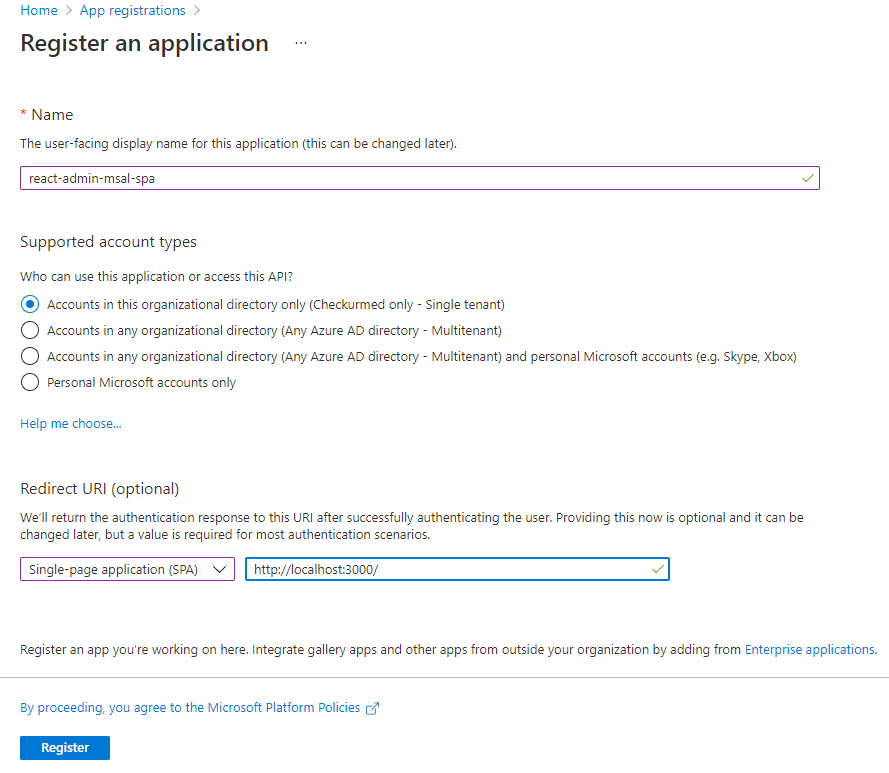 Home > App registrations >
Register an application ...
* Name
The user-facing display name for this application (this can be changed later).
react-admin-msal-spa
Supported account types
Who can use this application or access this API?
Accounts in this organizational directory only (Checkurmed only - Single tenant)
Accounts in any organizational directory (Any Azure AD directory - Multitenant)
Accounts in any organizational directory (Any Azure AD directory - Multitenant) and personal Microsoft accounts (e.g. Skype, Xbox)
Personal Microsoft accounts only
Help me choose...
Redirect URI (optional)
We'll return the authentication response to this URI after successfully authenticating the user. Providing this now is optional and it can be
changed later, but a value is required for most authentication scenarios.
Single-page application (SPA) http://localhost:3000/
Register an app you're working on here. Integrate gallery apps and other apps from outside your organization by adding from Enterprise applications.
By proceeding, you agree to the Microsoft Platform Policies
Register